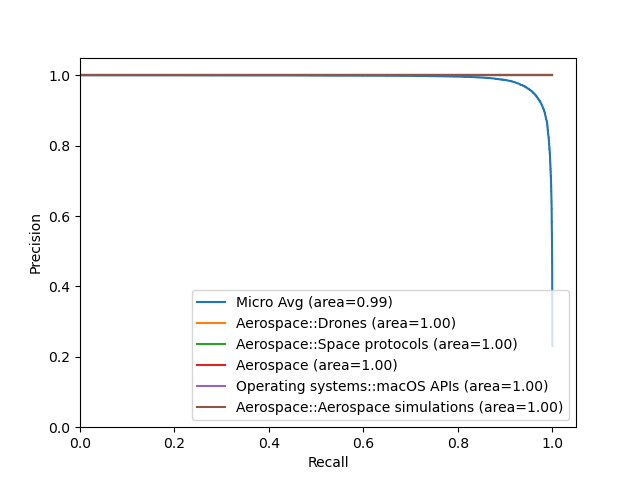 1.0
0.8
0.6
0.4
0.2
0.0
Precision
Micro Avg (area=0.99)
Aerospace::Drones (area=1.00)
Aerospace::Space protocols (area=1.00)
Aerospace (area=1.00)
Operating systems::macOS APIs (area=1.00)
Aerospace::Aerospace simulations (area=1.00)
0.0 0.2 0.4 0.6 0.8 1.0
Recall